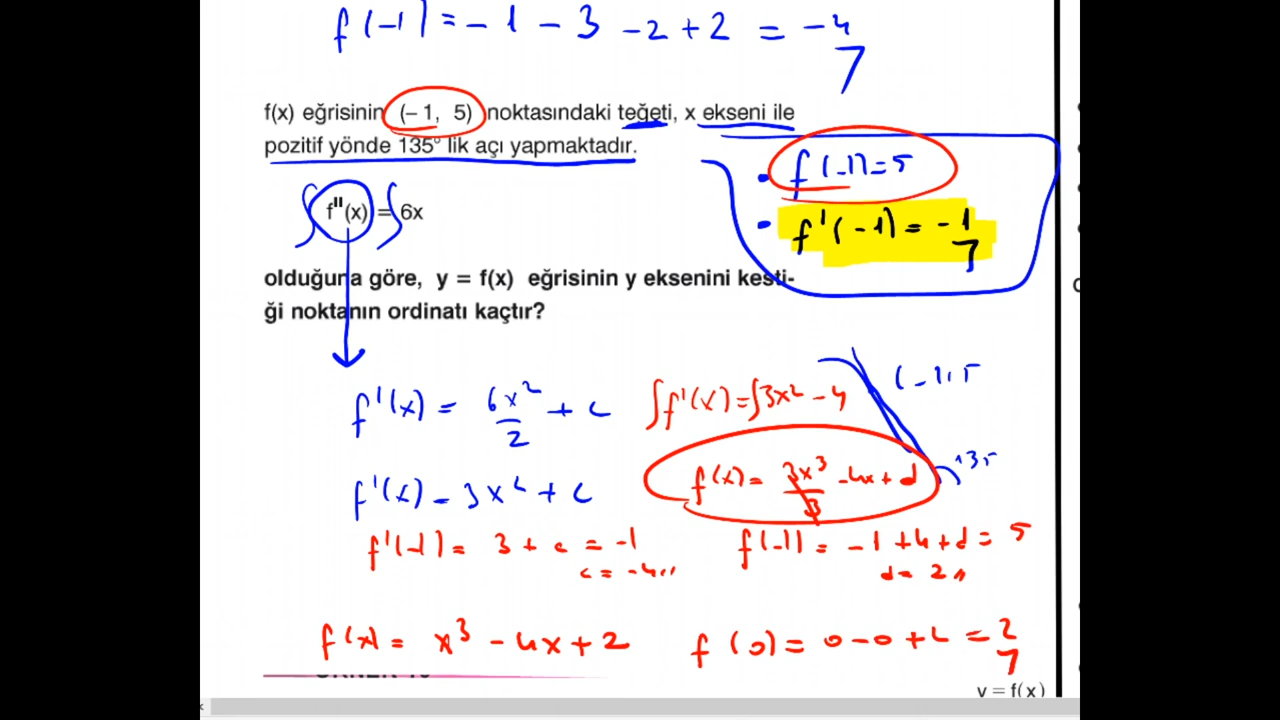 f(-1) = -1 - 3 - 2 + 2 = -4
f(x) eğrisinin (– 1, 5) noktasındaki teğeti, x ekseni ile
pozitif yönde 135° lik açı yapmaktadır.
• f(-1) = 5
f''(x) = 6x
• f'(-1) = -1
olduğuna göre, y = f(x) eğrisinin y eksenini kesti-
ği noktanın ordinatı kaçtır?
f'(x) = 6x²/2 + c
∫f'(x) = ∫3x² - 4
(-1, 5
135
f'(x) = 3x² + c
f(x) = 3x³/3 - 4x + d
f'(-1) = 3 + c = -1
c = -4
f(-1) = -1 + 4 + d = 5
d = 2
f(x) = x³ - 4x + 2
f(0) = 0 - 0 + 2 = 2
y = f(x)